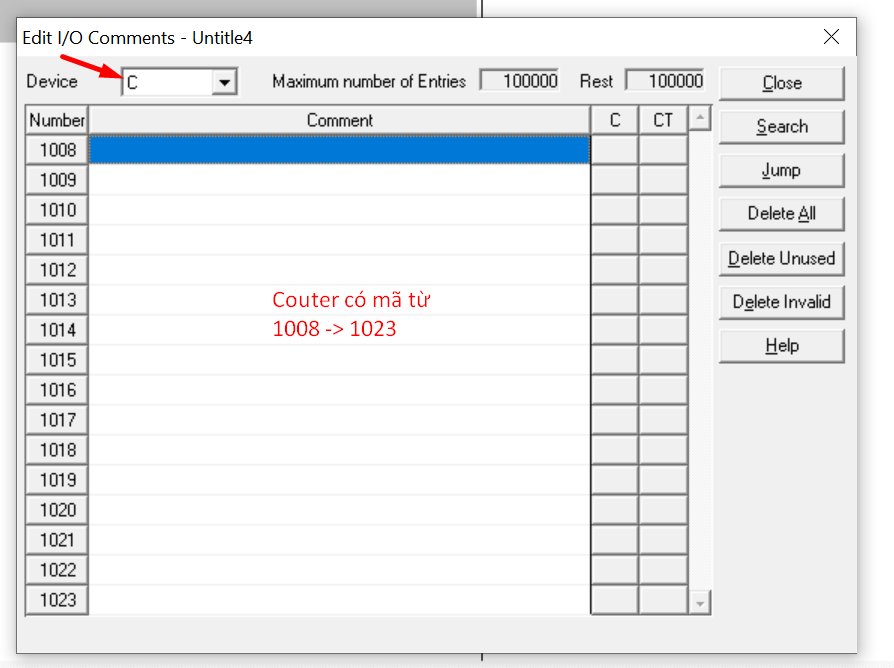 Edit I/O Comments - Untitle4
Device C Maximum number of Entries 100000 Rest 100000 Close
Number Comment C CT
Search
Jump
Delete All
Delete Unused
Delete Invalid
Help
1008
1009
1010
1011
1012
1013
1014
1015
1016
1017
1018
1019
1020
1021
1022
1023
Couter có mã từ
1008 -> 1023